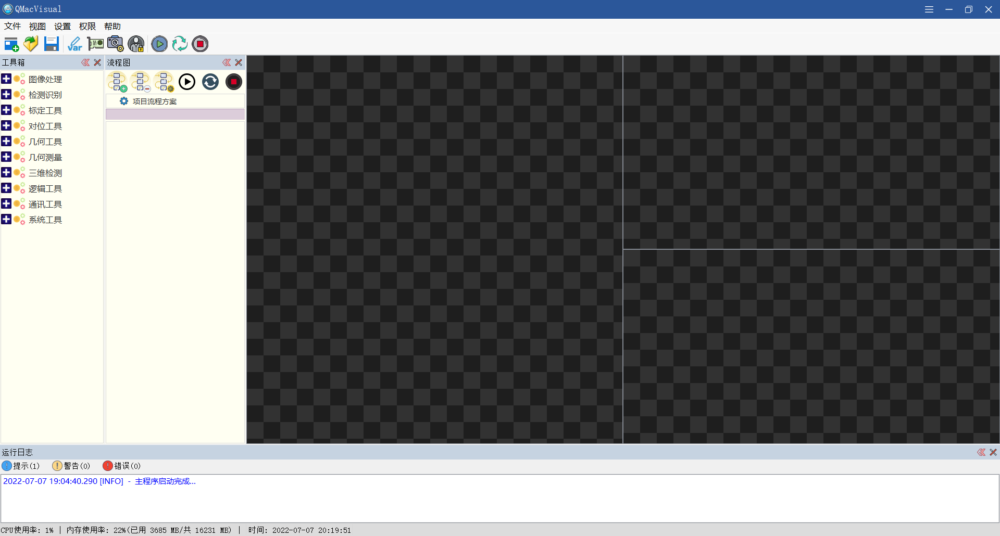 QMacVisual
文件 视图 设置 权限 帮助
var
工具箱
流程图
图像处理
检测识别
标定工具
对位工具
几何工具
几何测量
三维检测
逻辑工具
通讯工具
系统工具
项目流程方案
运行日志
提示(1) 警告(0) 错误(0)
2022-07-07 19:04:40.290 [INFO] - 主程序启动完成...
CPU使用率: 1% | 内存使用率: 22%(已用 3685 MB/共 16231 MB) | 时间: 2022-07-07 20:19:51